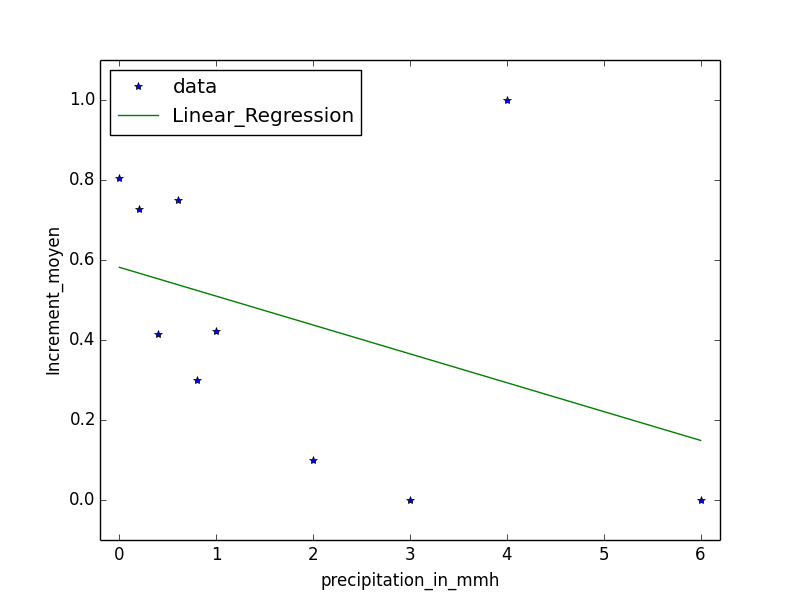 data
Linear_Regression
1.0
0.8
0.6
0.4
0.2
0.0
Increment_moyen
0 1 2 3 4 5 6
precipitation_in_mmh